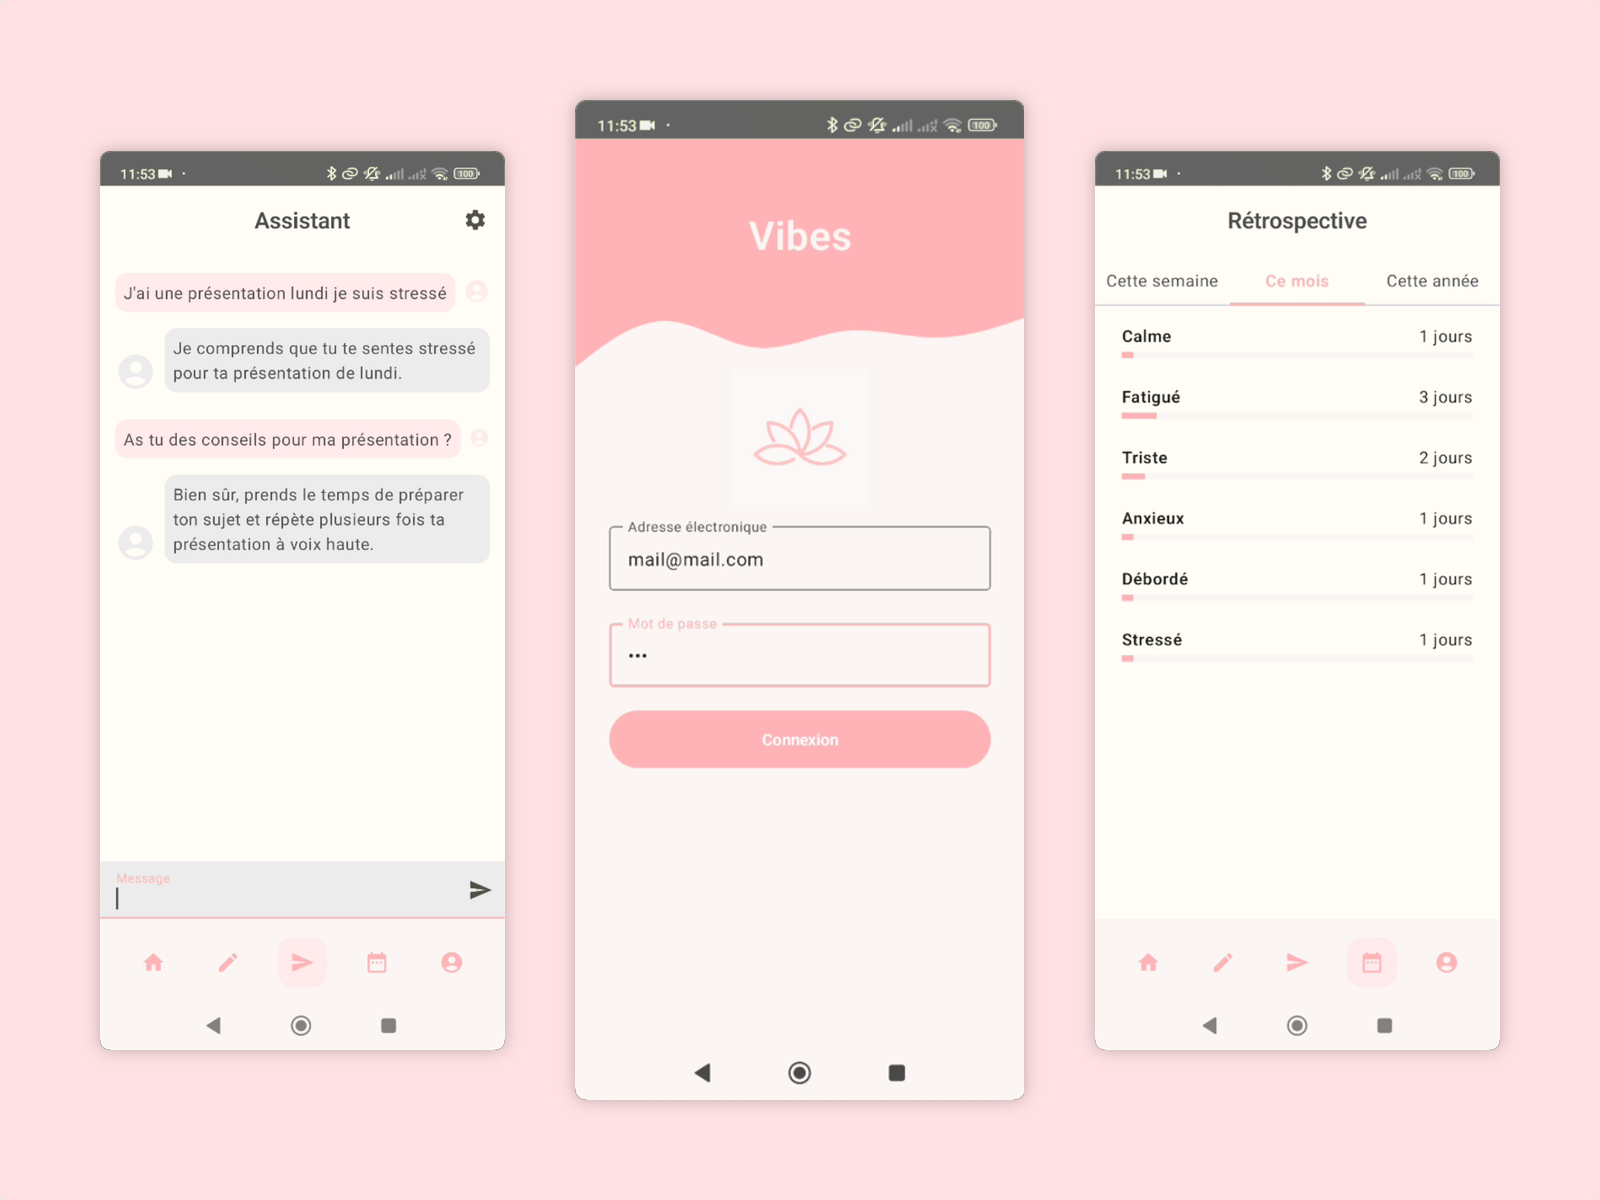 11:53
100
Assistant
J'ai une présentation lundi je suis stressé
Je comprends que tu te sentes stressé
pour ta présentation de lundi.
As tu des conseils pour ma présentation ?
Bien sûr, prends le temps de préparer
ton sujet et répète plusieurs fois ta
présentation à voix haute.
Message
11:53
100
Vibes
Adresse électronique
mail@mail.com
Mot de passe
•••
Connexion
11:53
100
Rétrospective
Cette semaine Ce mois Cette année
Calme 1 jours
Fatigué 3 jours
Triste 2 jours
Anxieux 1 jours
Débordé 1 jours
Stressé 1 jours